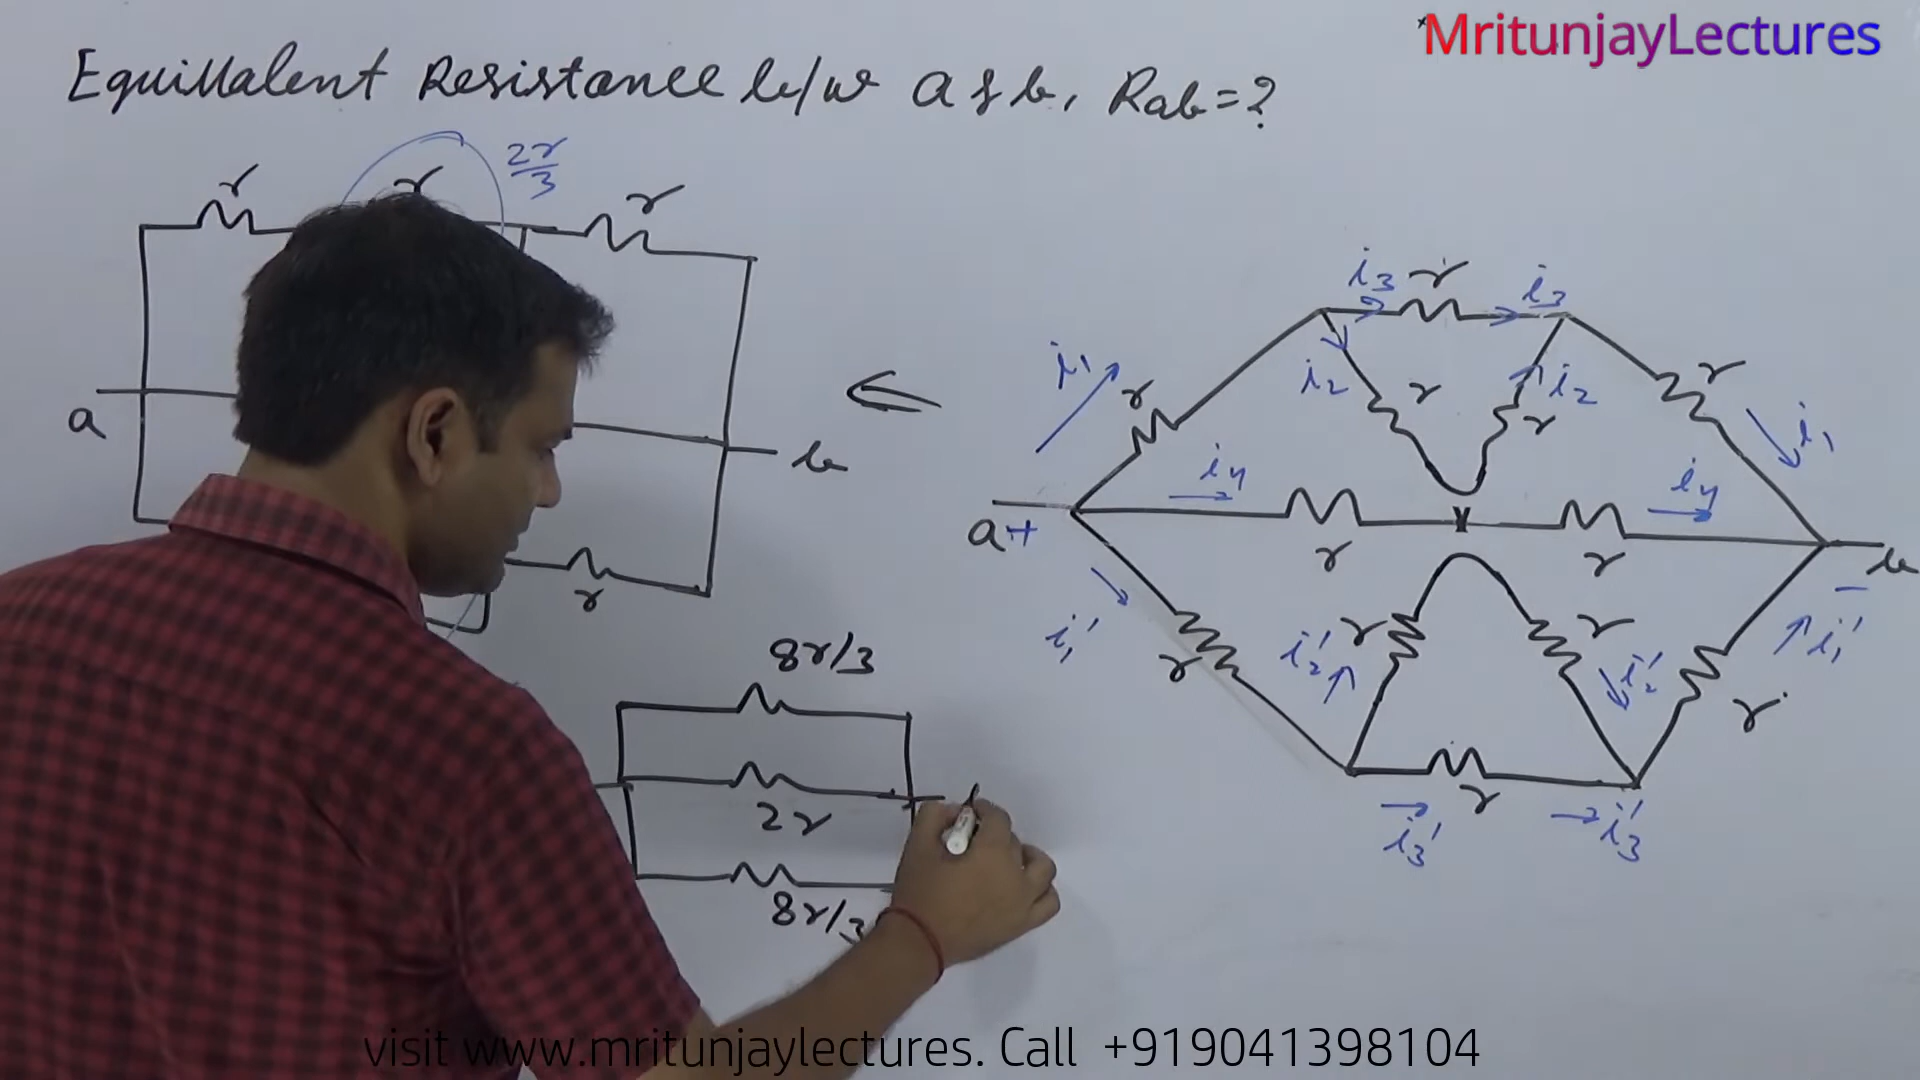 MritunjayLectures
Equillalent Resistance b/w a & b, Rab = ?
r
r
2r/3
r
a
b
r
8r/3
2r
8r/3
i3
r
i3
i1
r
i2
r
i2
r
r
i1
i4
i4
a+
r
r
b
−
i1'
r
i2'
r
r
i2'
i1'
r
r
i3'
i3'
visit www.mritunjaylectures. Call +919041398104